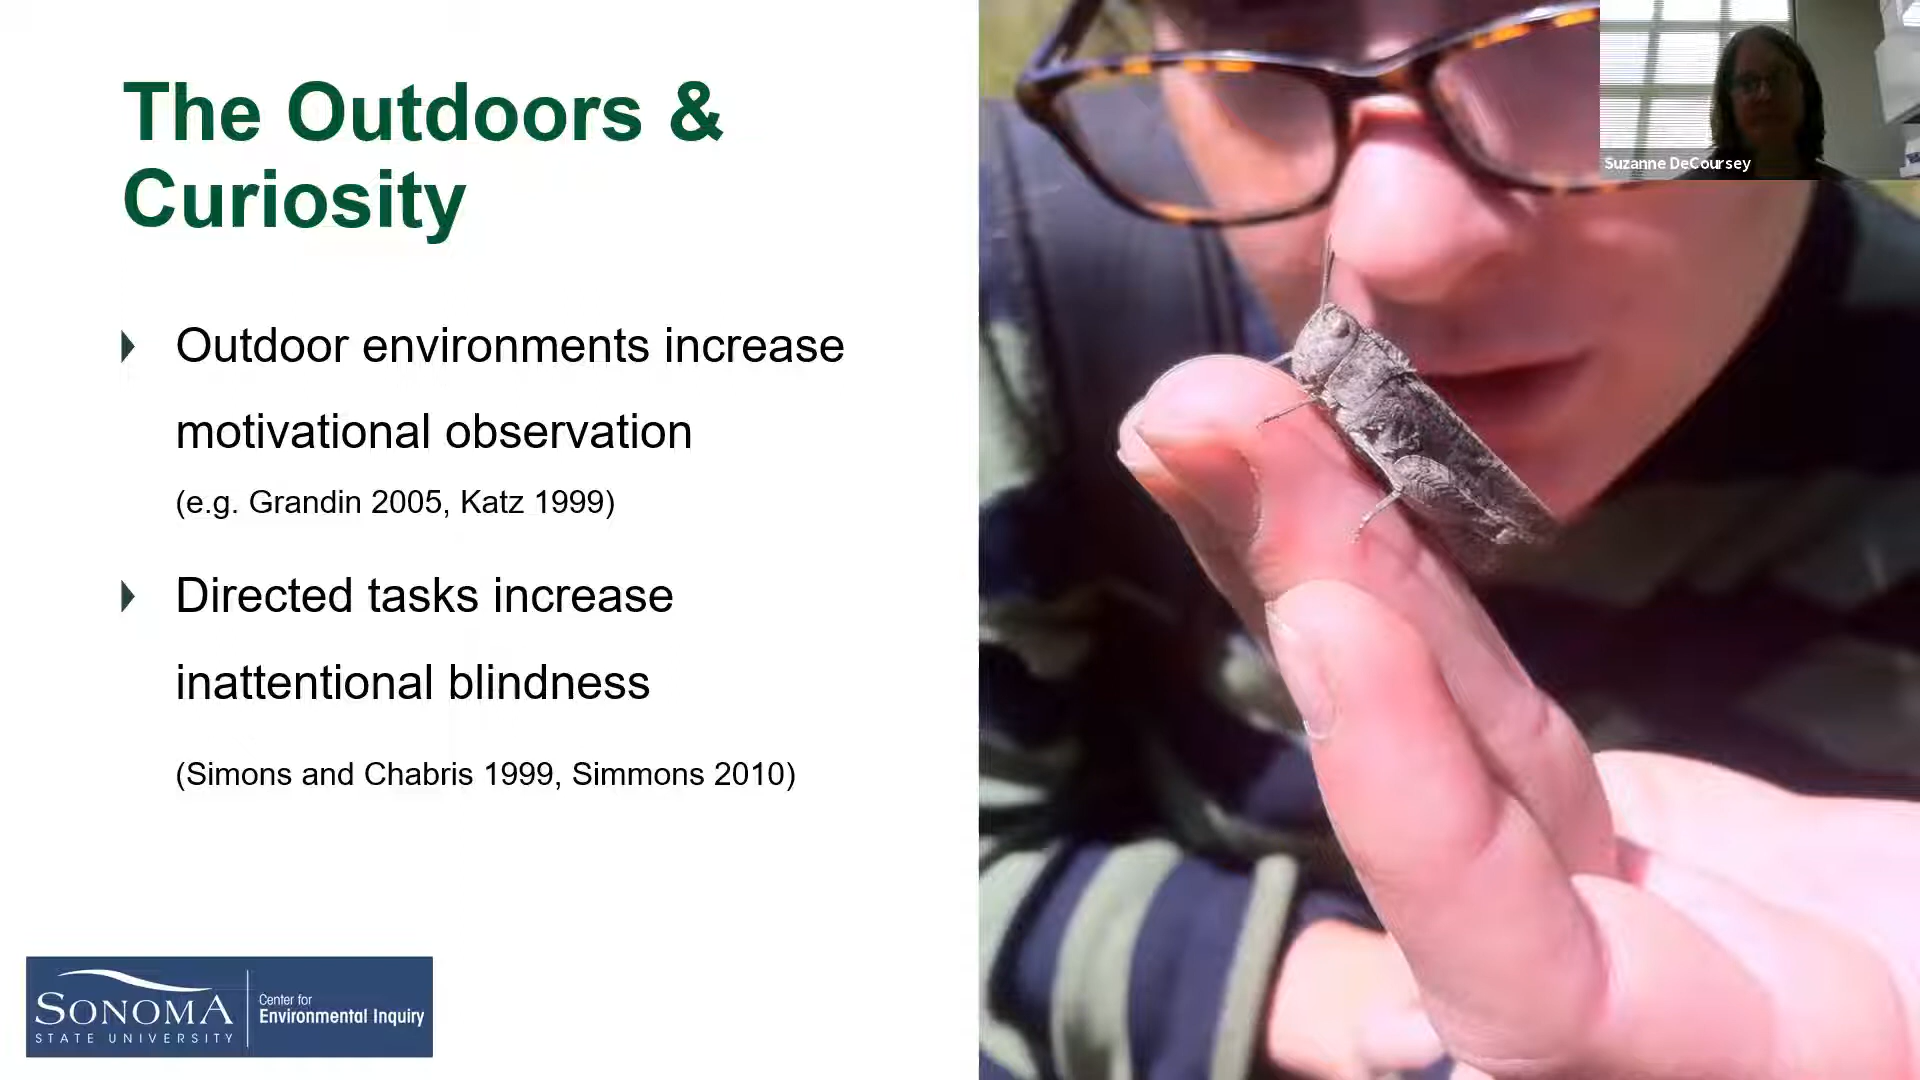 The Outdoors &
Curiosity
Outdoor environments increase
motivational observation
(e.g. Grandin 2005, Katz 1999)
Directed tasks increase
inattentional blindness
(Simons and Chabris 1999, Simmons 2010)
SONOMA
STATE UNIVERSITY
Center for
Environmental Inquiry
Suzanne DeCoursey